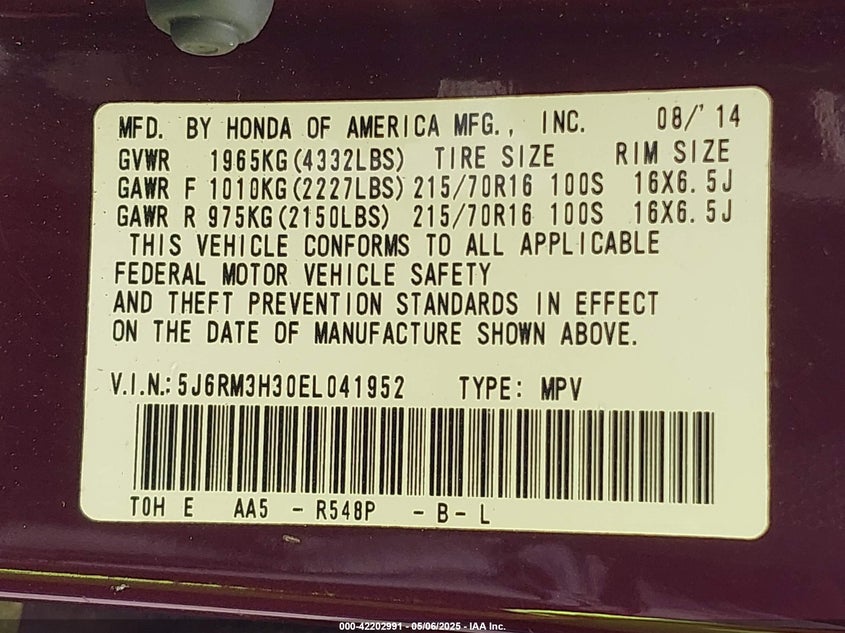 MFD. BY HONDA OF AMERICA MFG., INC. 08/'14
GVWR 1965KG(4332LBS) TIRE SIZE RIM SIZE
GAWR F 1010KG(2227LBS) 215/70R16 100S 16X6.5J
GAWR R 975KG(2150LBS) 215/70R16 100S 16X6.5J
THIS VEHICLE CONFORMS TO ALL APPLICABLE
FEDERAL MOTOR VEHICLE SAFETY
AND THEFT PREVENTION STANDARDS IN EFFECT
ON THE DATE OF MANUFACTURE SHOWN ABOVE.
V.I.N.: 5J6RM3H30EL041952 TYPE: MPV
T0H E AA5 - R548P - B- L
000-42202991 - 05/06/2025 - IAA Inc.